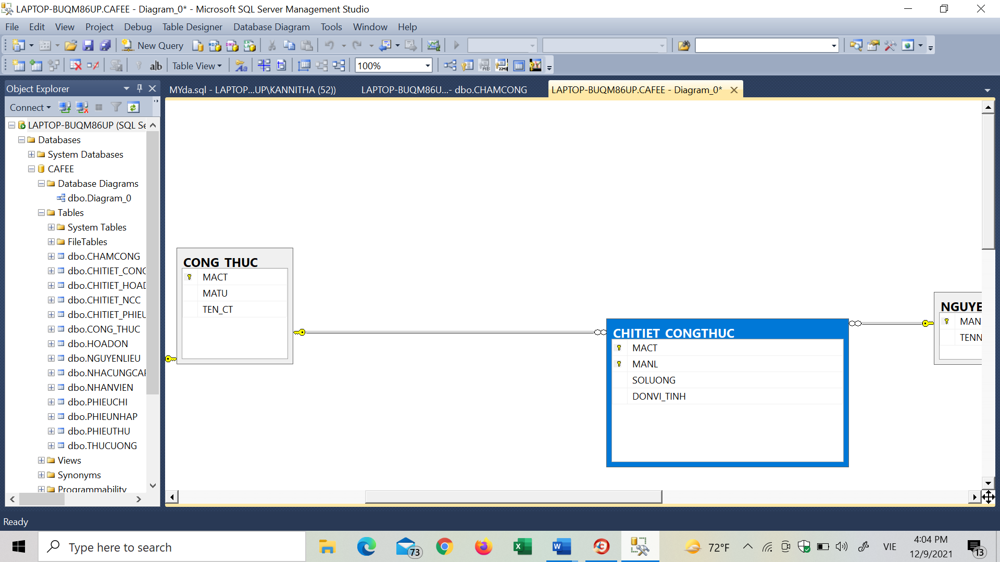 LAPTOP-BUQM86UP.CAFEE - Diagram_0* - Microsoft SQL Server Management Studio
File Edit View Project Debug Table Designer Database Diagram Tools Window Help
New Query
Table View 100%
Object Explorer
MYda.sql - LAPTOP...UP\KANNITHA (52)) LAPTOP-BUQM86U...- dbo.CHAMCONG LAPTOP-BUQM86UP.CAFEE - Diagram_0*
Connect
LAPTOP-BUQM86UP (SQL Se
Databases
System Databases
CAFEE
Database Diagrams
dbo.Diagram_0
Tables
System Tables
FileTables
dbo.CHAMCONG
dbo.CHITIET_CONG
dbo.CHITIET_HOAD
dbo.CHITIET_NCC
dbo.CHITIET_PHIEU
dbo.CONG_THUC
dbo.HOADON
dbo.NGUYENLIEU
dbo.NHACUNGCAP
dbo.NHANVIEN
dbo.PHIEUCHI
dbo.PHIEUNHAP
dbo.PHIEUTHU
dbo.THUCUONG
Views
Synonyms
Programmability
CONG_THUC
MACT
MATU
TEN_CT
CHITIET_CONGTHUC
MACT
MANL
SOLUONG
DONVI_TINH
NGUYE
MAN
TENN
Ready
Type here to search
73
72°F
VIE
4:04 PM
12/9/2021
13